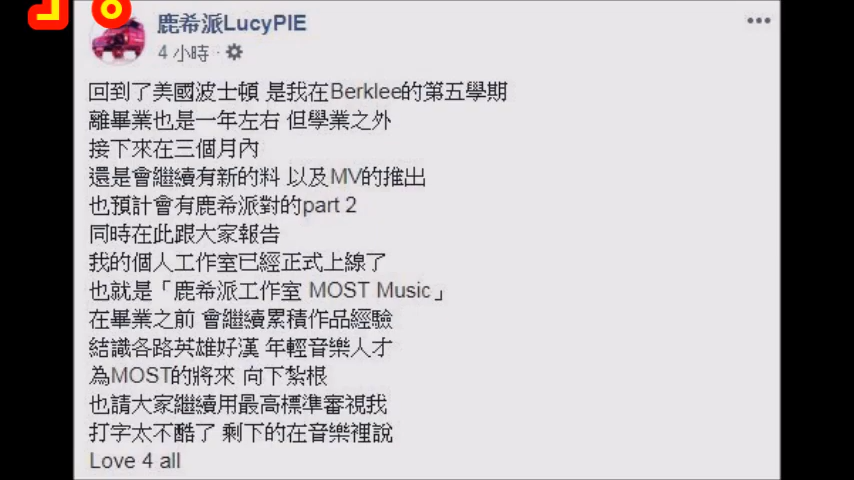 鹿希派LucyPIE
4 小時
回到了美國波士頓 是我在Berklee的第五學期
離畢業也是一年左右 但學業之外
接下來在三個月內
還是會繼續有新的料 以及MV的推出
也預計會有鹿希派對的part 2
同時在此跟大家報告
我的個人工作室已經正式上線了
也就是「鹿希派工作室 MOST Music」
在畢業之前 會繼續累積作品經驗
結識各路英雄好漢 年輕音樂人才
為MOST的將來 向下紮根
也請大家繼續用最高標準審視我
打字太不酷了 剩下的在音樂裡說
Love 4 all